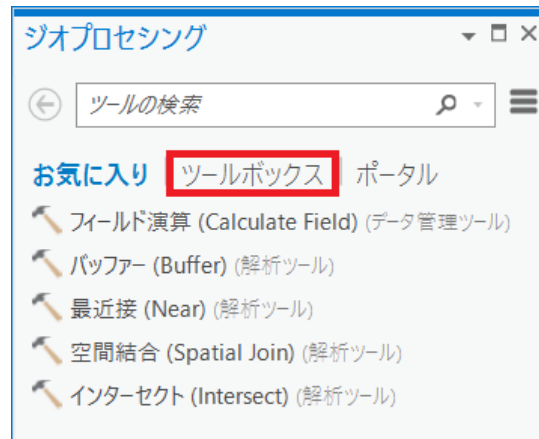 ジオプロセシング
ツールの検索
お気に入り ツールボックス ポータル
フィールド演算 (Calculate Field) (データ管理ツール)
バッファー (Buffer) (解析ツール)
最近接 (Near) (解析ツール)
空間結合 (Spatial Join) (解析ツール)
インターセクト (Intersect) (解析ツール)